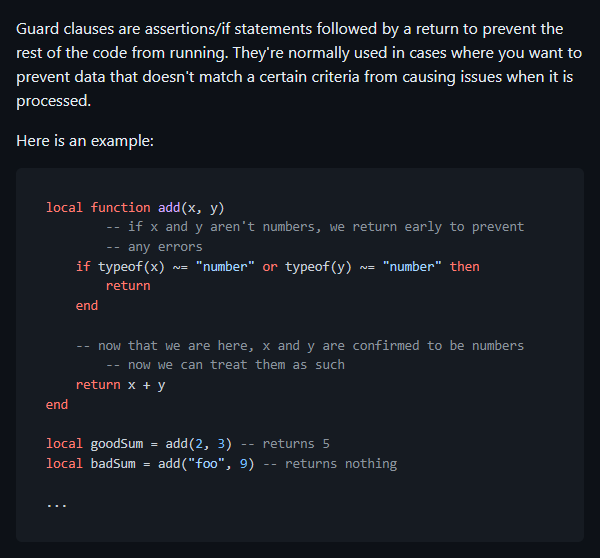 Guard clauses are assertions/if statements followed by a return to prevent the
rest of the code from running. They're normally used in cases where you want to
prevent data that doesn't match a certain criteria from causing issues when it is
processed.
Here is an example:
local function add(x, y)
        -- if x and y aren't numbers, we return early to prevent
        -- any errors
    if typeof(x) ~= "number" or typeof(y) ~= "number" then
        return
    end
    -- now that we are here, x and y are confirmed to be numbers
        -- now we can treat them as such
    return x + y
end
local goodSum = add(2, 3) -- returns 5
local badSum = add("foo", 9) -- returns nothing
...